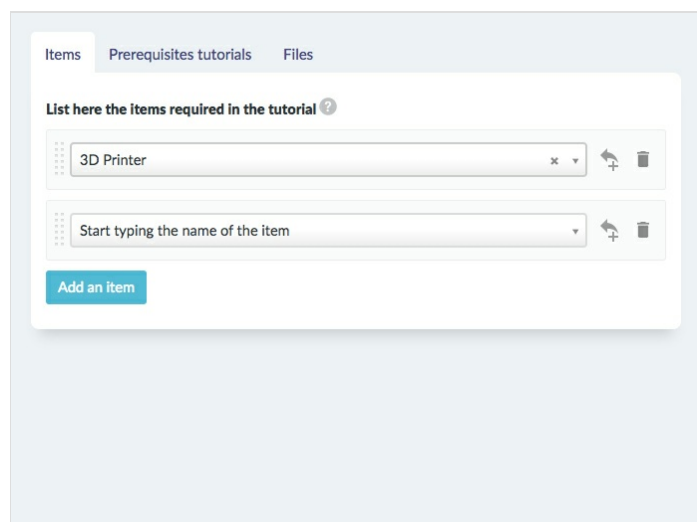 Items Prerequisites tutorials Files
List here the items required in the tutorial ?
3D Printer
Start typing the name of the item
Add an item